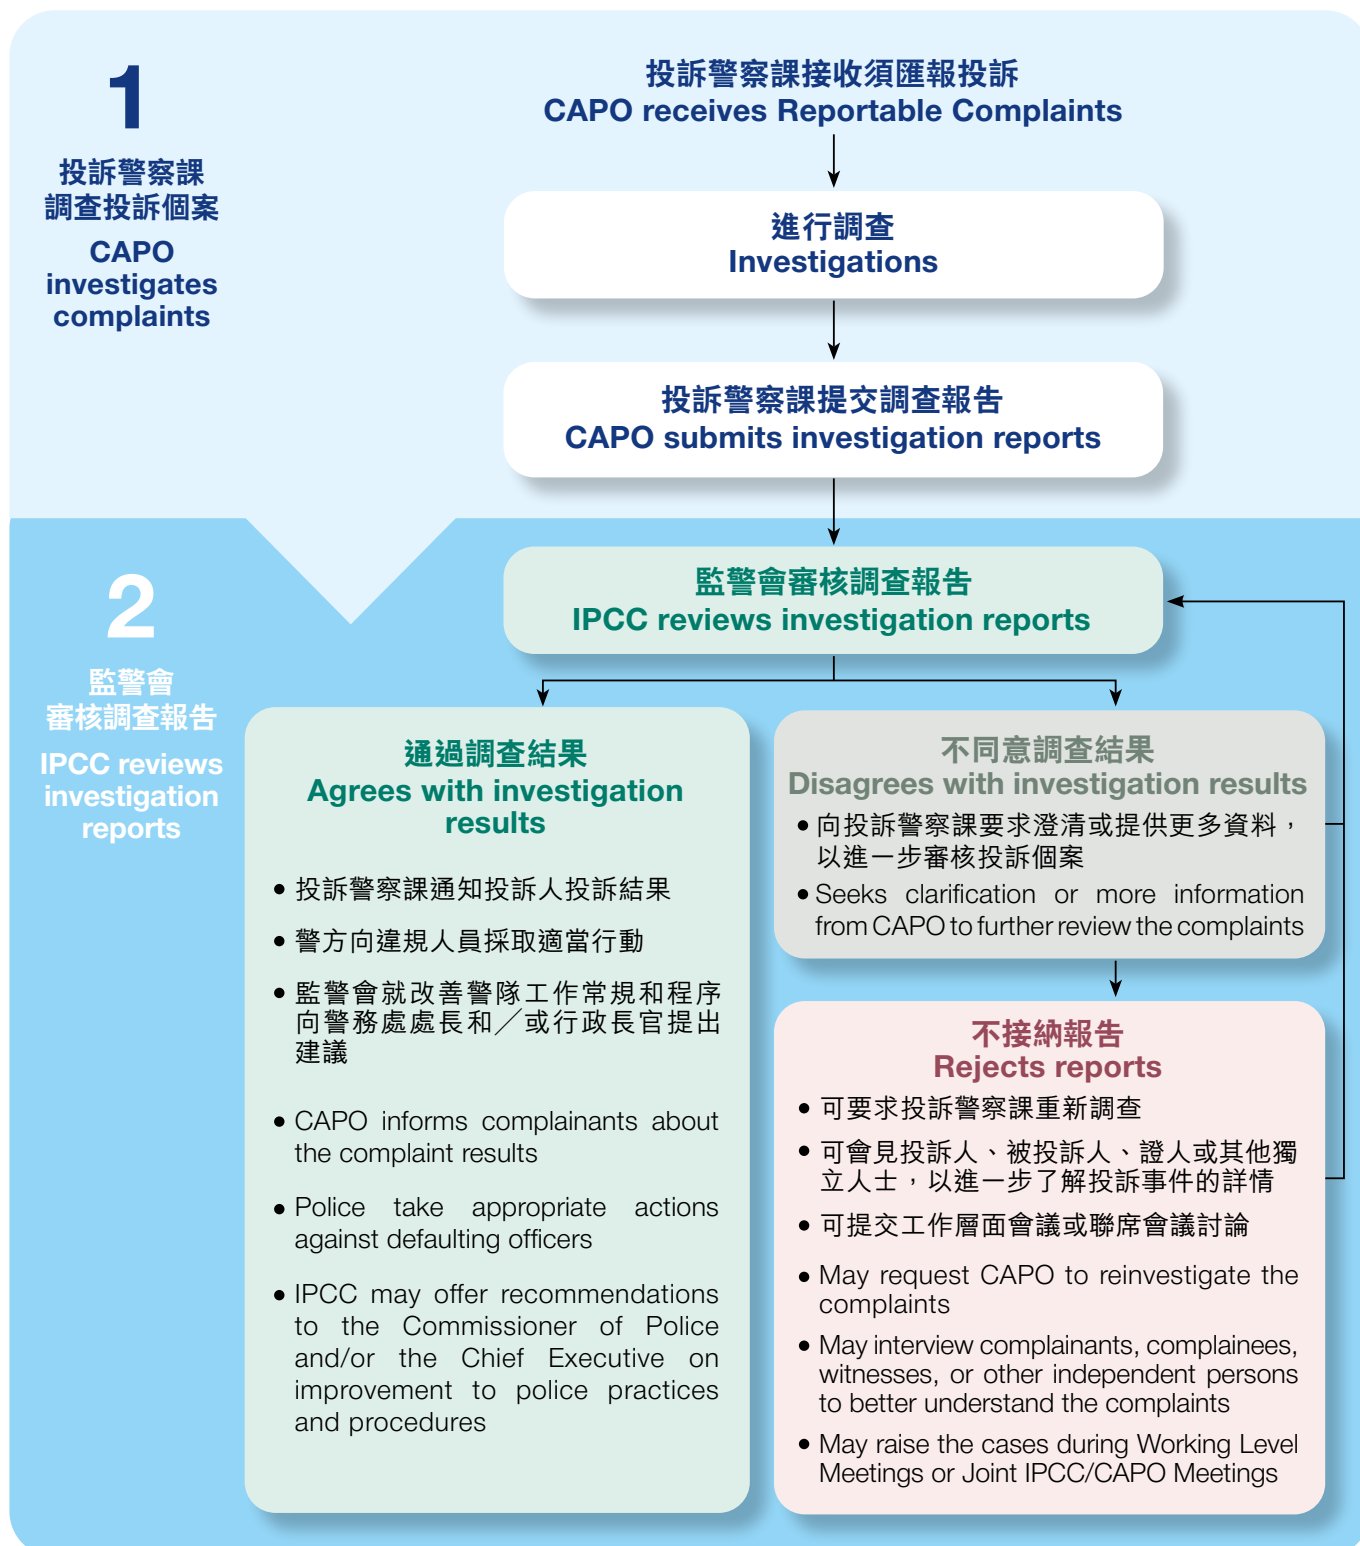 1
投訴警察課
調查投訴個案
CAPO
investigates
complaints
投訴警察課接收須匯報投訴
CAPO receives Reportable Complaints
進行調查
Investigations
投訴警察課提交調查報告
CAPO submits investigation reports
2
監警會
審核調查報告
IPCC reviews
investigation
reports
監警會審核調查報告
IPCC reviews investigation reports
通過調查結果
Agrees with investigation
results
• 投訴警察課通知投訴人投訴結果
• 警方向違規人員採取適當行動
• 監警會就改善警隊工作常規和程序
向警務處處長和／或行政長官提出
建議
• CAPO informs complainants about
the complaint results
• Police take appropriate actions
against defaulting officers
• IPCC may offer recommendations
to the Commissioner of Police
and/or the Chief Executive on
improvement to police practices
and procedures
不同意調查結果
Disagrees with investigation results
• 向投訴警察課要求澄清或提供更多資料，
以進一步審核投訴個案
• Seeks clarification or more information
from CAPO to further review the complaints
不接納報告
Rejects reports
• 可要求投訴警察課重新調查
• 可會見投訴人、被投訴人、證人或其他獨
立人士，以進一步了解投訴事件的詳情
• 可提交工作層面會議或聯席會議討論
• May request CAPO to reinvestigate the
complaints
• May interview complainants, complainees,
witnesses, or other independent persons
to better understand the complaints
• May raise the cases during Working Level
Meetings or Joint IPCC/CAPO Meetings